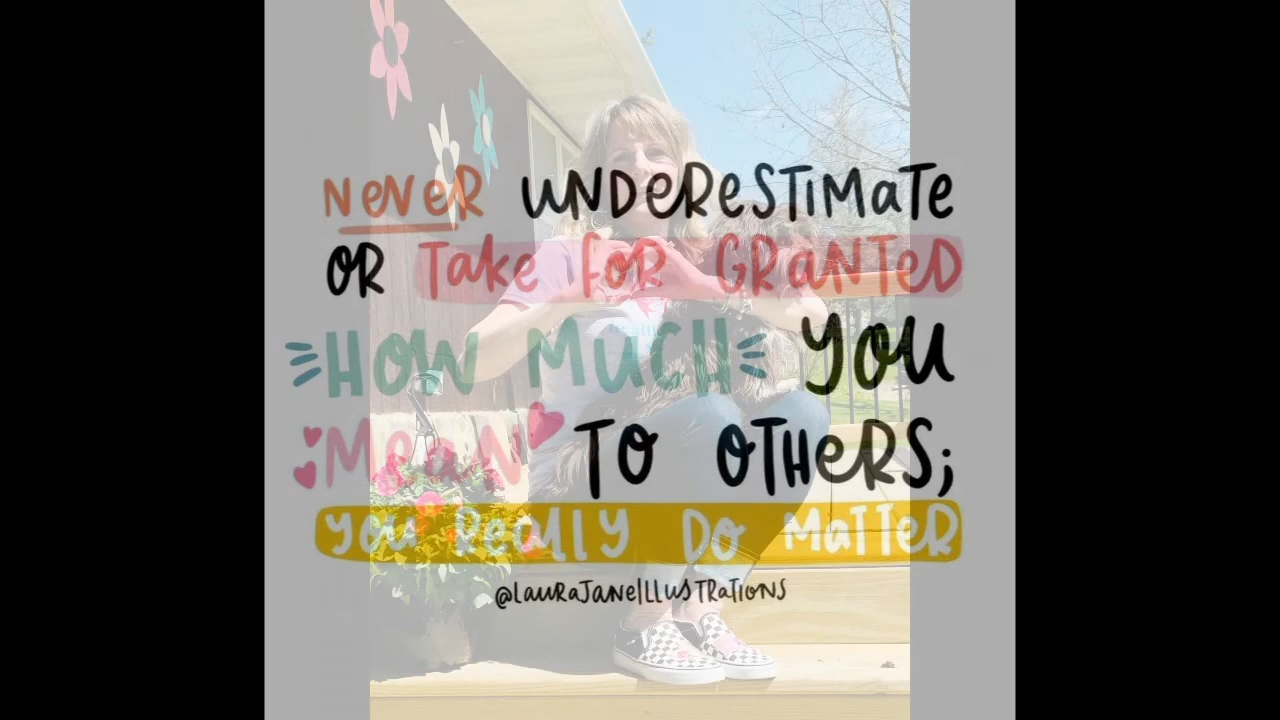 NeVeR UNDeReSTiMaTe
OR Take FOR GRaNTeD
HOW MUCH YOU
MeaN TO OTHeRS;
YOU ReaLLY DO MaTTeR
@LaURaJaNeILLUSTRaTIONS